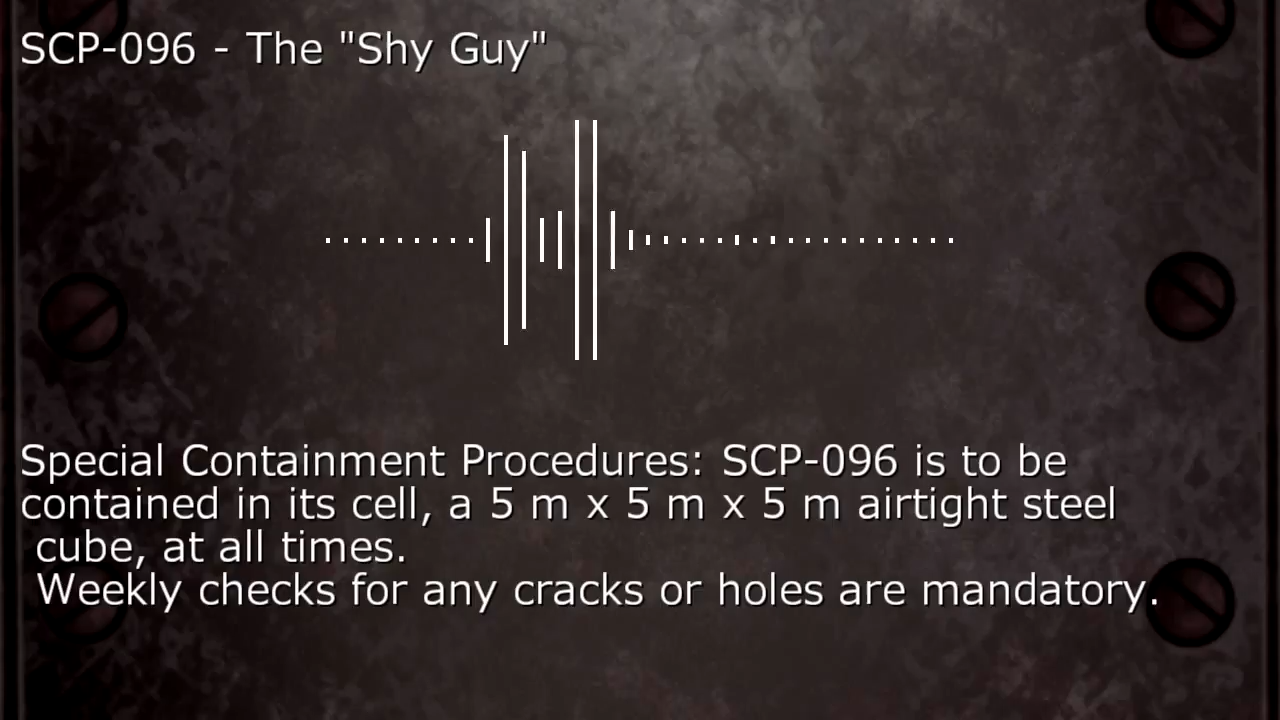 SCP-096 - The "Shy Guy"
Special Containment Procedures: SCP-096 is to be
contained in its cell, a 5 m x 5 m x 5 m airtight steel
cube, at all times.
Weekly checks for any cracks or holes are mandatory.